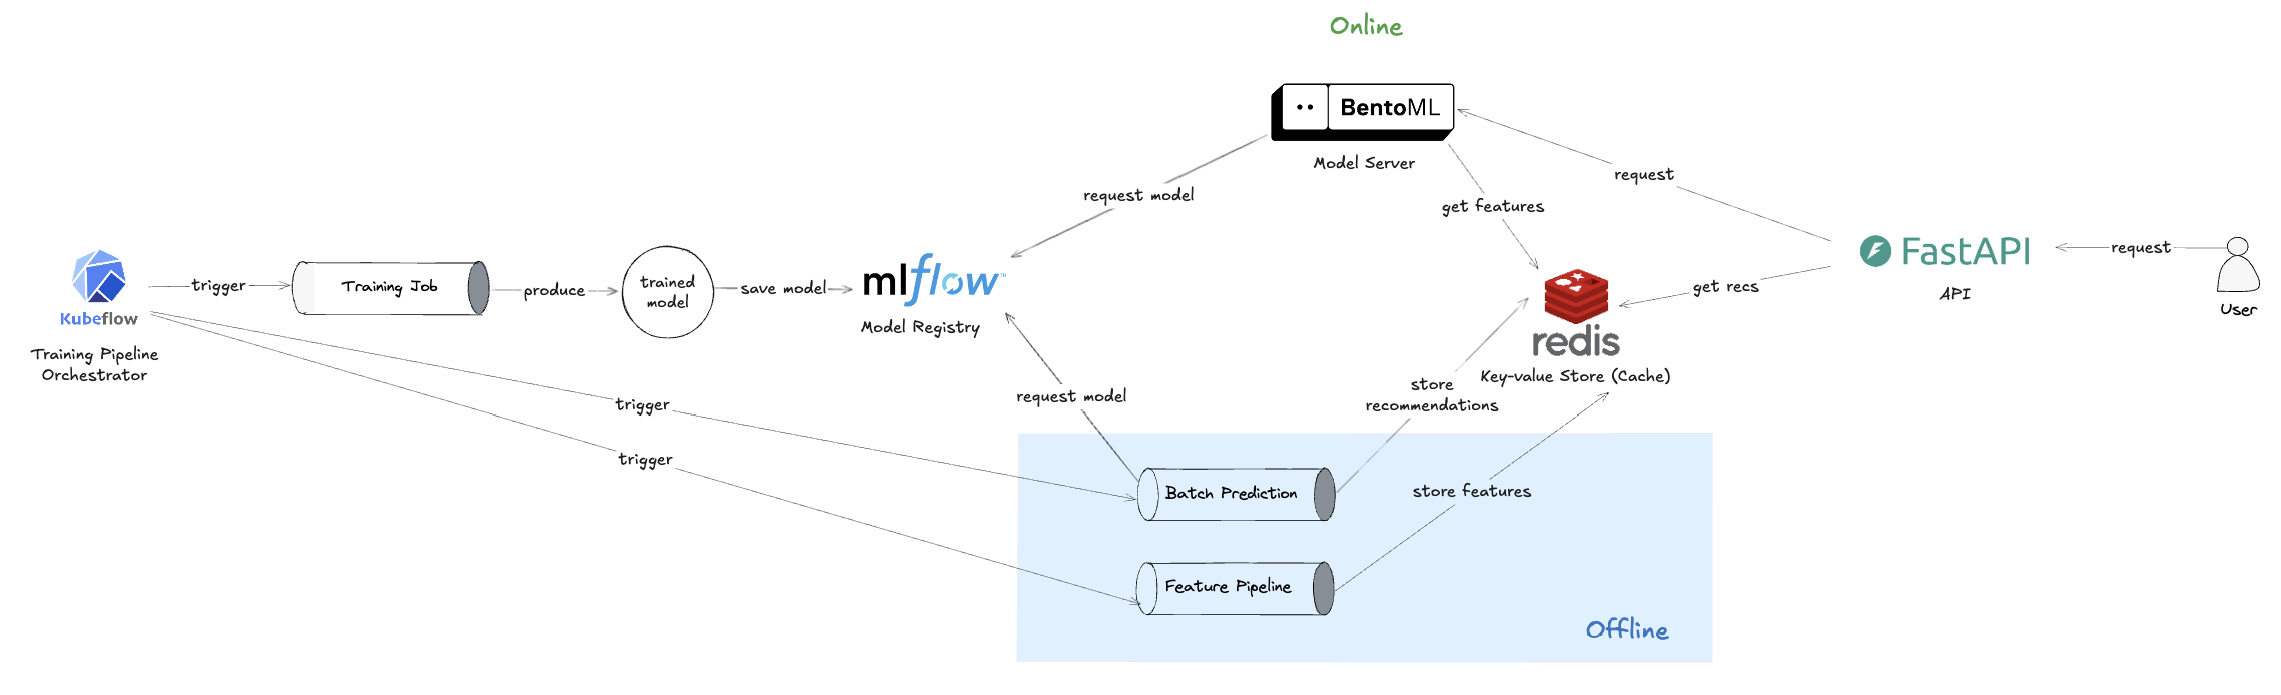 Online
BentoML
Model Server
request
request model
get features
FastAPI
request
API
User
Kubeflow
Training Pipeline
Orchestrator
trigger
Training Job
produce
trained
model
save model
mlflow™
Model Registry
get recs
redis
Key-value Store (Cache)
store
recommendations
request model
trigger
trigger
Batch Prediction
store features
Feature Pipeline
Offline